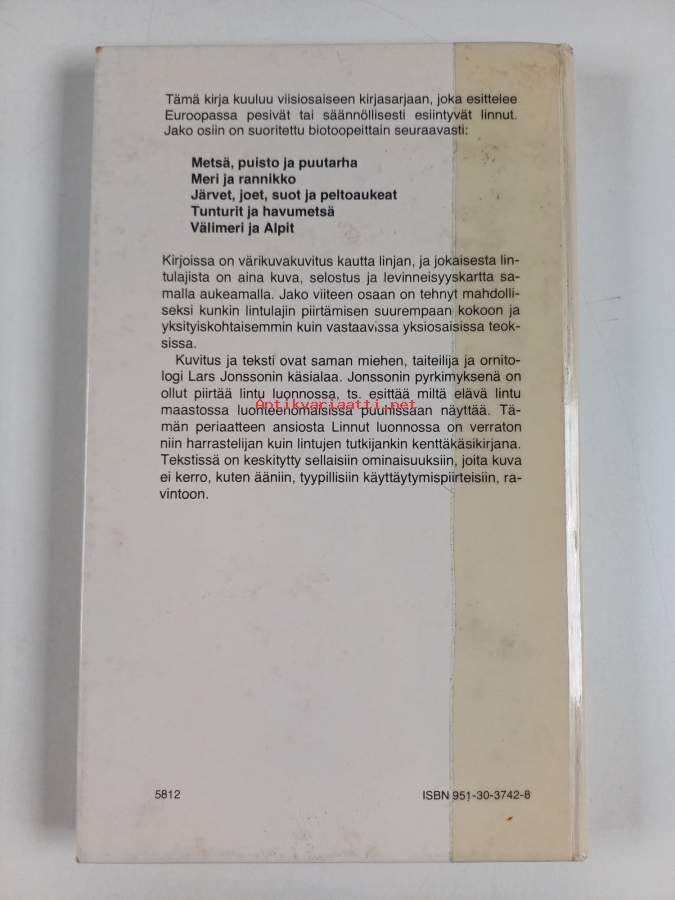 Tämä kirja kuuluu viisiosaiseen kirjasarjaan, joka esittelee
Euroopassa pesivät tai säännöllisesti esiintyvät linnut.
Jako osiin on suoritettu biotoopeittain seuraavasti:
Metsä, puisto ja puutarha
Meri ja rannikko
Järvet, joet, suot ja peltoaukeat
Tunturit ja havumetsä
Välimeri ja Alpit
Kirjoissa on värikuvakuvitus kautta linjan, ja jokaisesta lin-
tulajista on aina kuva, selostus ja levinneisyyskartta sa-
malla aukeamalla. Jako viiteen osaan on tehnyt mahdolli-
seksi kunkin lintulajin piirtämisen suurempaan kokoon ja
yksityiskohtaisemmin kuin vastaavissa yksiosaisissa teok-
sissa.
Kuvitus ja teksti ovat saman miehen, taiteilija ja ornito-
logi Lars Jonssonin käsialaa. Jonssonin pyrkimyksenä on
ollut piirtää lintu luonnossa, ts. esittää miltä elävä lintu
maastossa luonteenomaisissa puuhissaan näyttää. Tä-
Antikvariaatti.net
män periaatteen ansiosta Linnut luonnossa on verraton
niin harrastelijan kuin lintujen tutkijankin kenttäkäsikirjana.
Tekstissä on keskitytty sellaisiin ominaisuuksiin, joita kuva
ei kerro, kuten ääniin, tyypillisiin käyttäytymispiirteisiin, ra-
vintoon.
5812
ISBN 951-30-3742-8